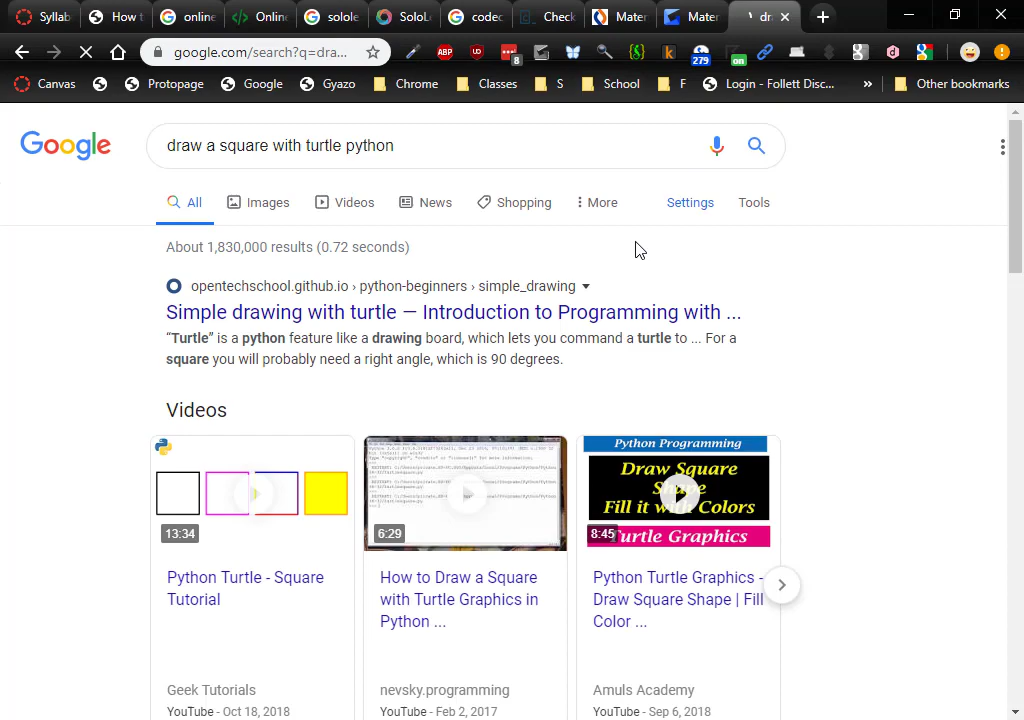 Syllab How t online Online solole SoloL codec Check Mater Mater dr
google.com/search?q=dra... ABP 8 279 on
Canvas Protopage Google Gyazo Chrome Classes S School F Login - Follett Disc... » Other bookmarks
Google draw a square with turtle python
All Images Videos News Shopping More Settings Tools
About 1,830,000 results (0.72 seconds)
opentechschool.github.io › python-beginners › simple_drawing
Simple drawing with turtle — Introduction to Programming with ...
“Turtle” is a python feature like a drawing board, which lets you command a turtle to ... For a
square you will probably need a right angle, which is 90 degrees.
Videos
Python Programming
Draw Square
Shape
Fill it with Colors
Turtle Graphics
13:34 6:29 8:45
Python Turtle - Square
Tutorial
How to Draw a Square
with Turtle Graphics in
Python ...
Python Turtle Graphics -
Draw Square Shape | Fill
Color ...
Geek Tutorials nevsky.programming Amuls Academy
YouTube - Oct 18, 2018 YouTube - Feb 2, 2017 YouTube - Sep 6, 2018